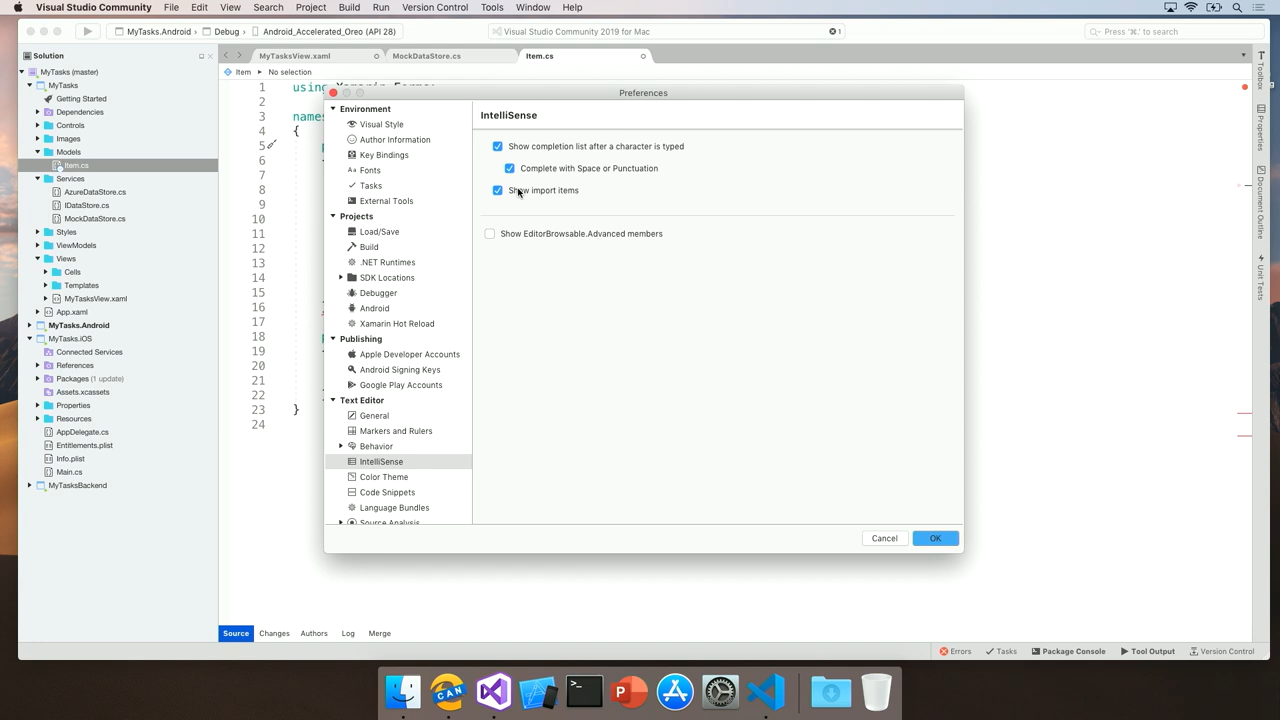 Visual Studio Community File Edit View Search Project Build Run Version Control Tools Window Help
MyTasks.Android Debug Android_Accelerated_Oreo (API 28) Visual Studio Community 2019 for Mac 1 Press '⌘.' to search
Solution
MyTasksView.xaml MockDataStore.cs Item.cs
Item No selection
MyTasks (master)
MyTasks
Getting Started
Dependencies
Controls
Images
Models
Item.cs
Services
AzureDataStore.cs
IDataStore.cs
MockDataStore.cs
Styles
ViewModels
Views
Cells
Templates
MyTasksView.xaml
App.xaml
MyTasks.Android
MyTasks.iOS
Connected Services
References
Packages (1 update)
Assets.xcassets
Properties
Resources
AppDelegate.cs
Entitlements.plist
Info.plist
Main.cs
MyTasksBackend
1
2
3
4 {
5
6
7
8
9
10
11
12
13
14
15
16
17
18
19
20
21
22
23 }
24
Preferences
Environment
Visual Style
Author Information
Key Bindings
Fonts
Tasks
External Tools
Projects
Load/Save
Build
.NET Runtimes
SDK Locations
Debugger
Android
Xamarin Hot Reload
Publishing
Apple Developer Accounts
Android Signing Keys
Google Play Accounts
Text Editor
General
Markers and Rulers
Behavior
IntelliSense
Color Theme
Code Snippets
Language Bundles
Source Analysis
IntelliSense
Show completion list after a character is typed
Complete with Space or Punctuation
Show import items
Show EditorBrowsable.Advanced members
Cancel OK
Toolbox
Properties
Document Outline
Unit Tests
Source Changes Authors Log Merge
Errors Tasks Package Console Tool Output Version Control
CAN